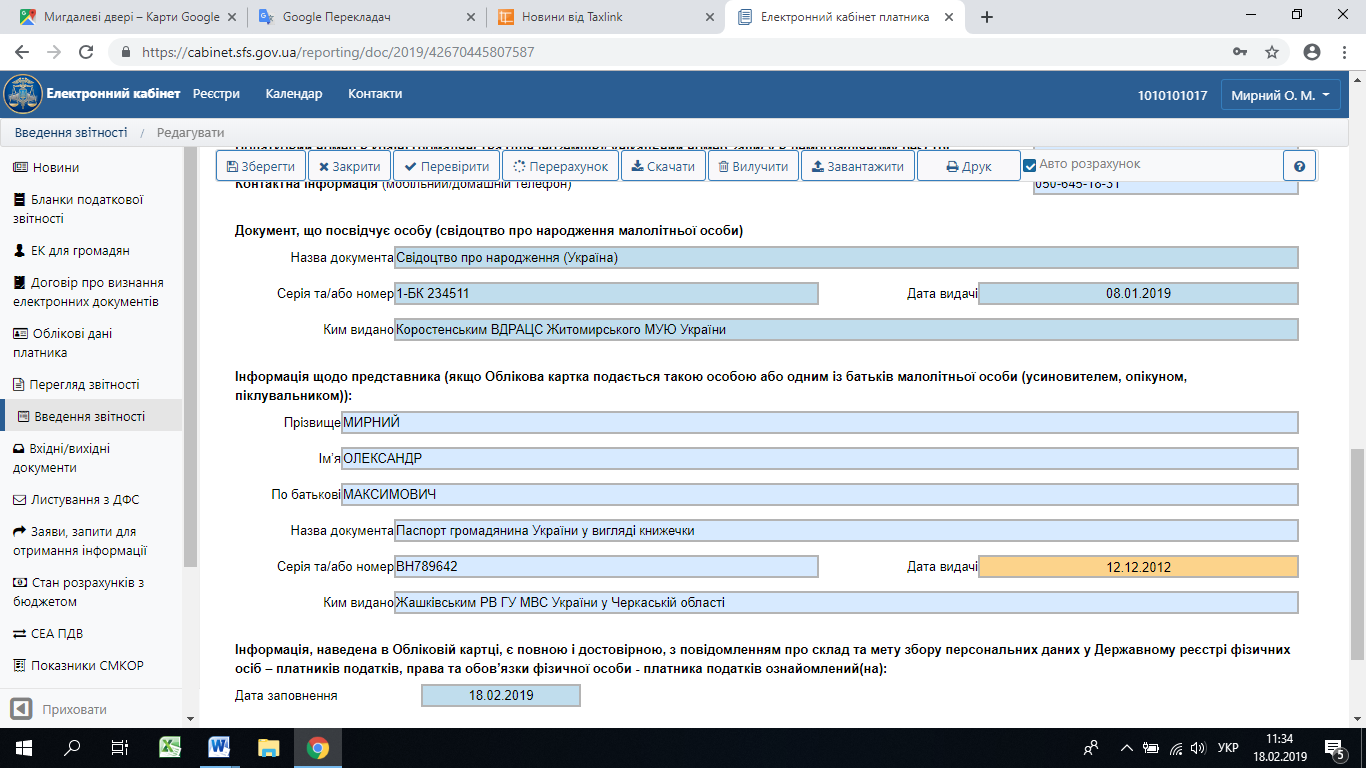 Мигдалеві двері – Карти Google
Google Перекладач
Новини від Taxlink
Електронний кабінет платника
https://cabinet.sfs.gov.ua/reporting/doc/2019/42670445807587
Електронний кабінет Реєстри Календар Контакти 1010101017 Мирний О. М.
Введення звітності / Редагувати
Новини
Бланки податкової
звітності
ЕК для громадян
Договір про визнання
електронних документів
Облікові дані
платника
Перегляд звітності
Введення звітності
Вхідні/вихідні
документи
Листування з ДФС
Заяви, запити для
отримання інформації
Стан розрахунків з
бюджетом
СЕА ПДВ
Показники СМКОР
Приховати
Зберегти Закрити Перевірити Перерахунок Скачати Вилучити Завантажити Друк Авто розрахунок ?
Контактна інформація (мобільний/домашній телефон) 050-645-18-31
Документ, що посвідчує особу (свідоцтво про народження малолітньої особи)
Назва документа Свідоцтво про народження (Україна)
Серія та/або номер 1-БК 234511 Дата видачі 08.01.2019
Ким видано Коростенським ВДРАЦС Житомирського МУЮ України
Інформація щодо представника (якщо Облікова картка подається такою особою або одним із батьків малолітньої особи (усиновителем, опікуном,
піклувальником)):
Прізвище МИРНИЙ
Ім'я ОЛЕКСАНДР
По батькові МАКСИМОВИЧ
Назва документа Паспорт громадянина України у вигляді книжечки
Серія та/або номер ВН789642 Дата видачі 12.12.2012
Ким видано Жашківським РВ ГУ МВС України у Черкаській області
Інформація, наведена в Обліковій картці, є повною і достовірною, з повідомленням про склад та мету збору персональних даних у Державному реєстрі фізичних
осіб – платників податків, права та обов'язки фізичної особи - платника податків ознайомлений(на):
Дата заповнення 18.02.2019
УКР
11:34
18.02.2019
5